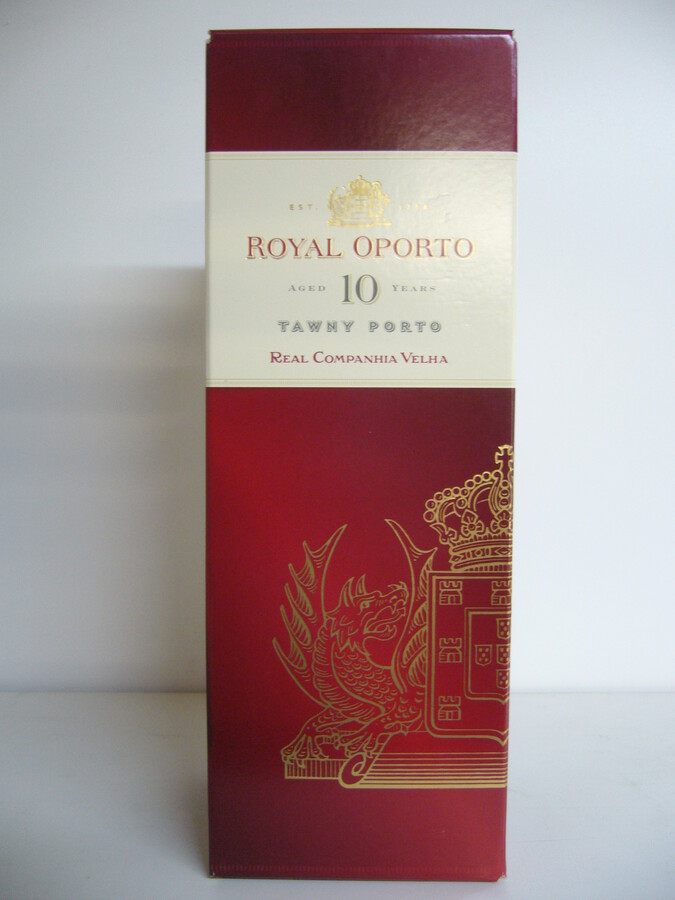 EST.
ROYAL OPORTO
AGED 10 YEARS
TAWNY PORTO
REAL COMPANHIA VELHA